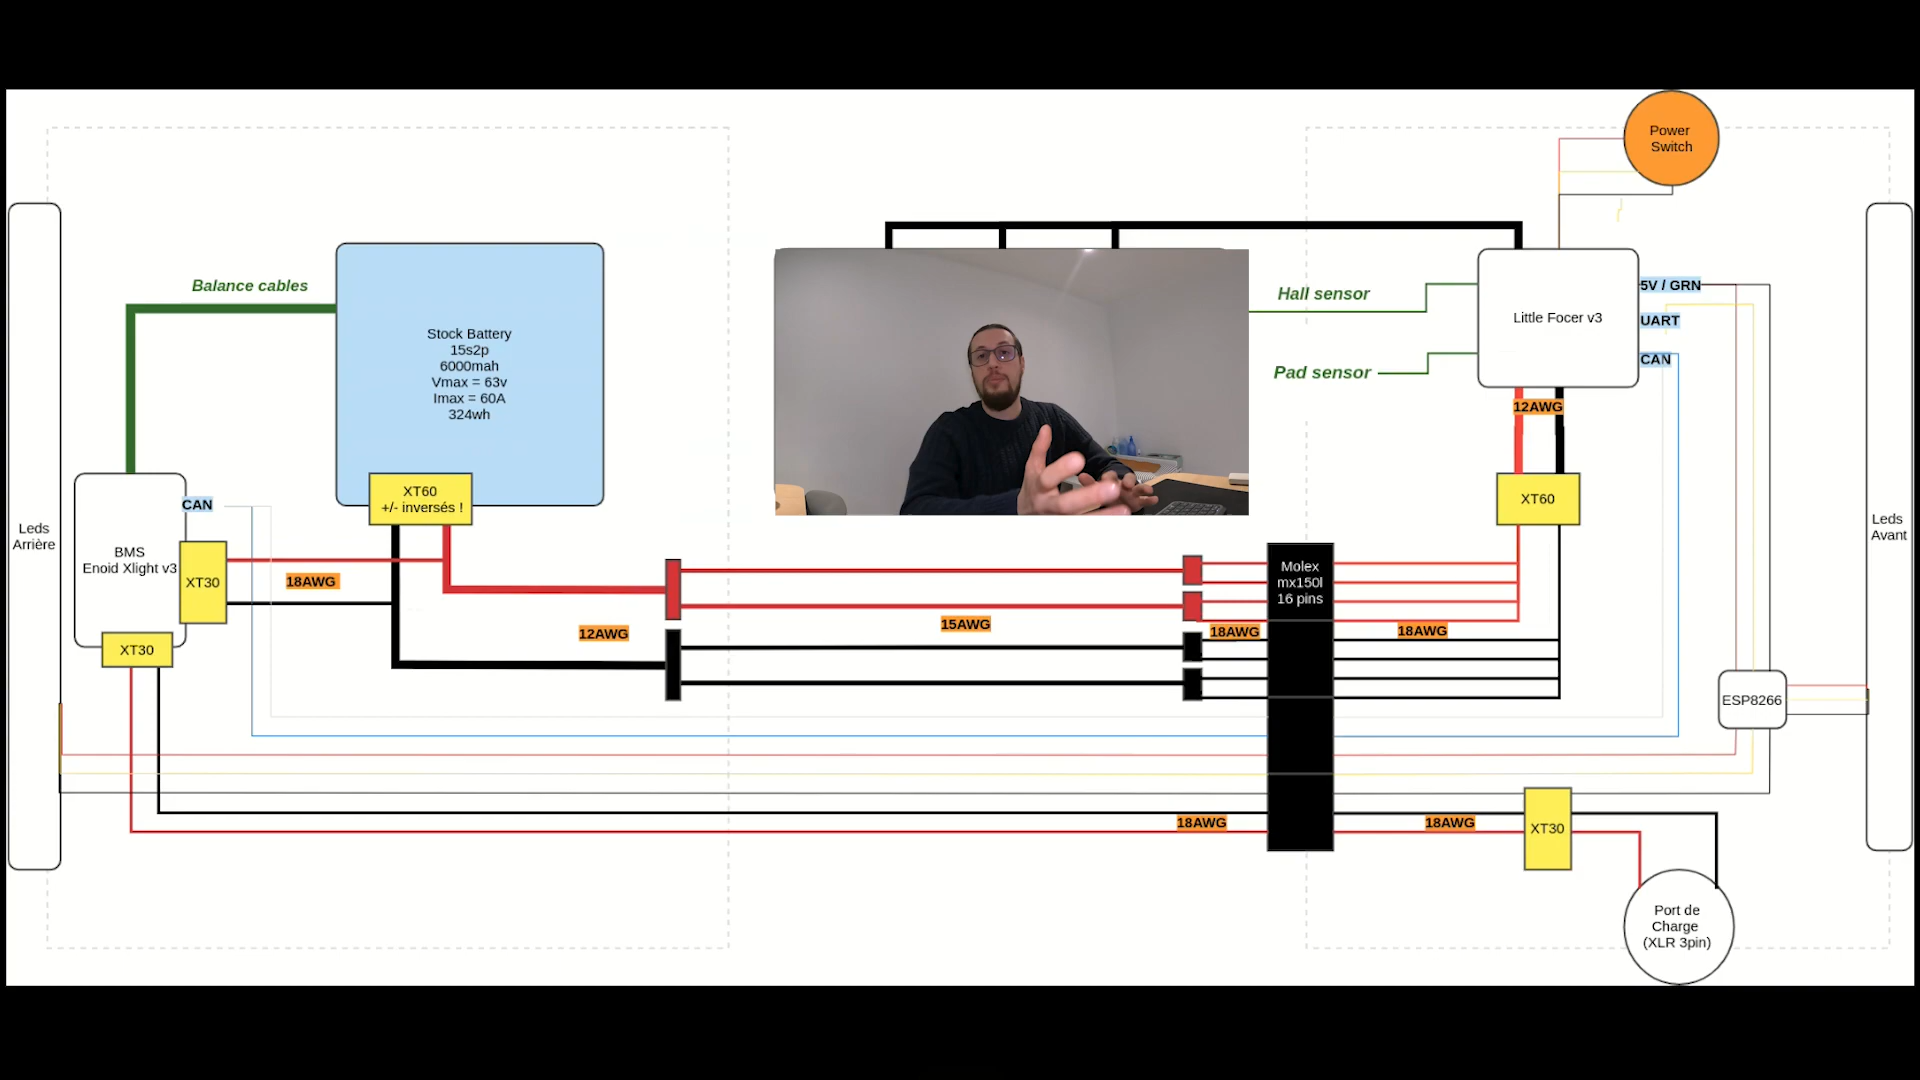 Power
Switch
Balance cables
Hall sensor
5V / GRN
UART
CAN
Little Focer v3
Pad sensor
Stock Battery
15s2p
6000mah
Vmax = 63v
Imax = 60A
324wh
12AWG
XT60
+/- inversés !
XT60
CAN
Leds
Arrière
Leds
Avant
BMS
Enoid Xlight v3
XT30
18AWG
Molex
mx150l
16 pins
12AWG
15AWG
18AWG
18AWG
XT30
ESP8266
18AWG
18AWG
XT30
Port de
Charge
(XLR 3pin)